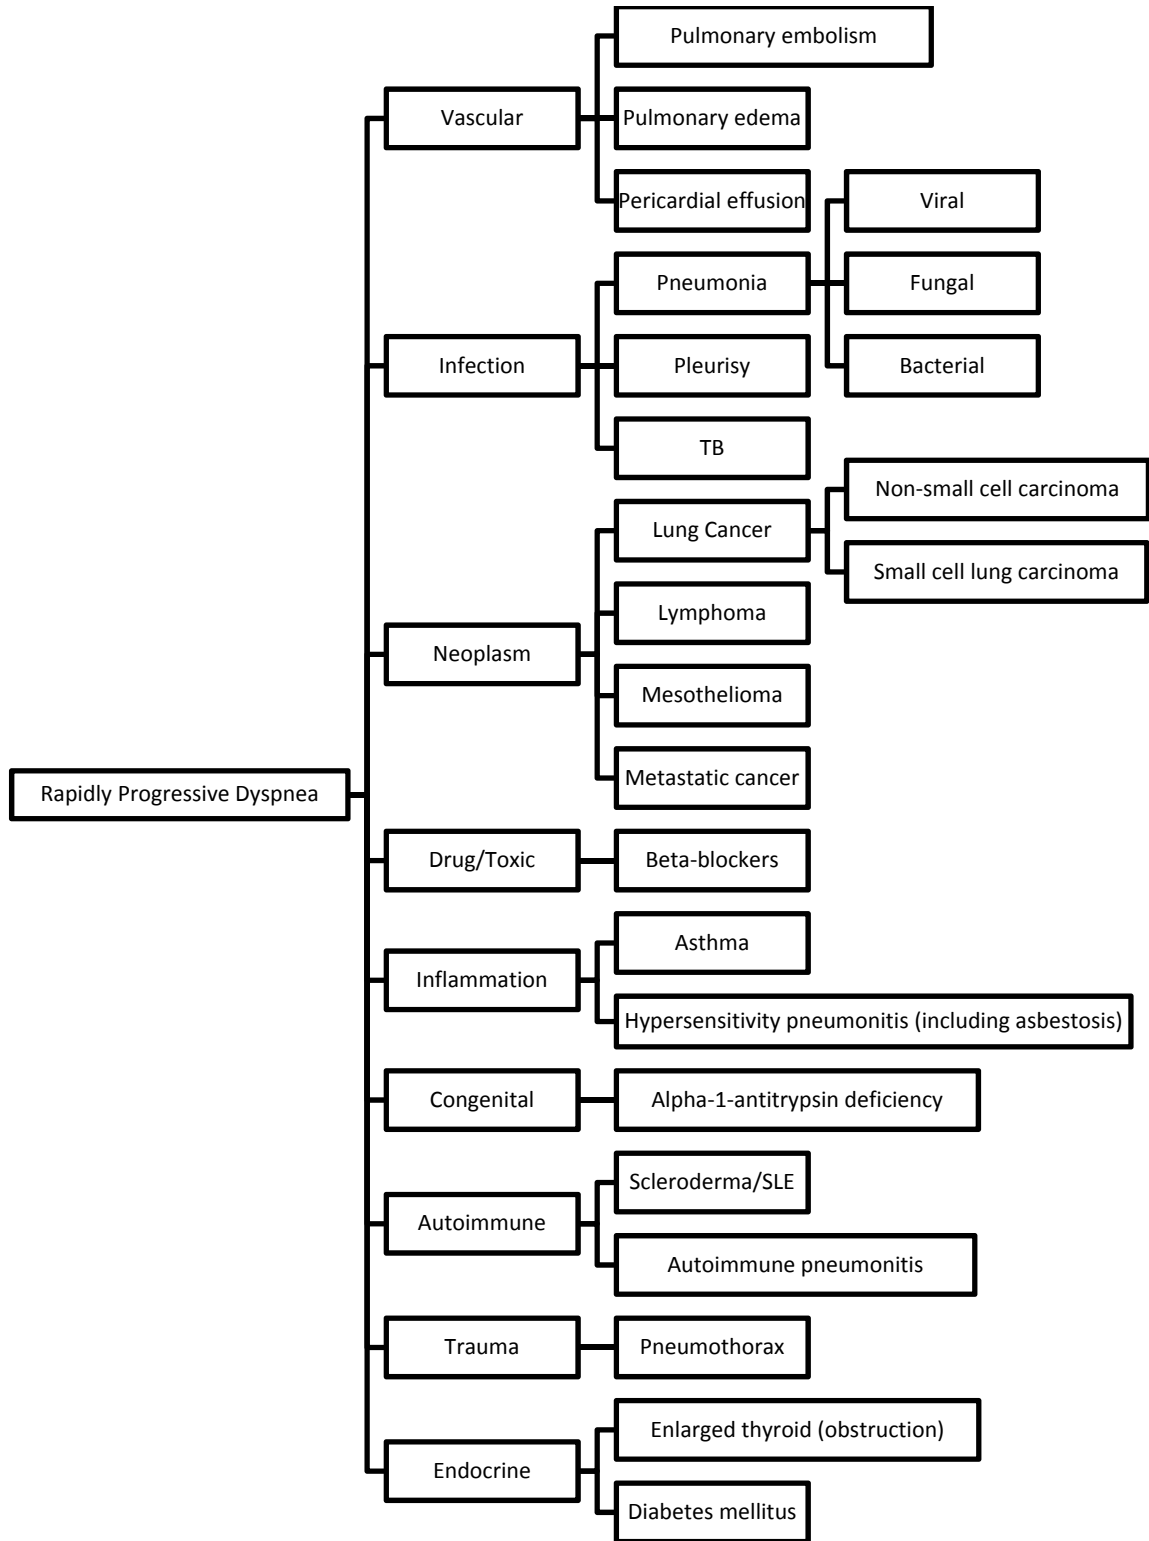 Pulmonary embolism
Vascular
Pulmonary edema
Pericardial effusion
Viral
Pneumonia
Fungal
Infection
Pleurisy
Bacterial
TB
Non-small cell carcinoma
Lung Cancer
Small cell lung carcinoma
Lymphoma
Neoplasm
Mesothelioma
Metastatic cancer
Rapidly Progressive Dyspnea
Drug/Toxic
Beta-blockers
Asthma
Inflammation
Hypersensitivity pneumonitis (including asbestosis)
Congenital
Alpha-1-antitrypsin deficiency
Scleroderma/SLE
Autoimmune
Autoimmune pneumonitis
Trauma
Pneumothorax
Enlarged thyroid (obstruction)
Endocrine
Diabetes mellitus